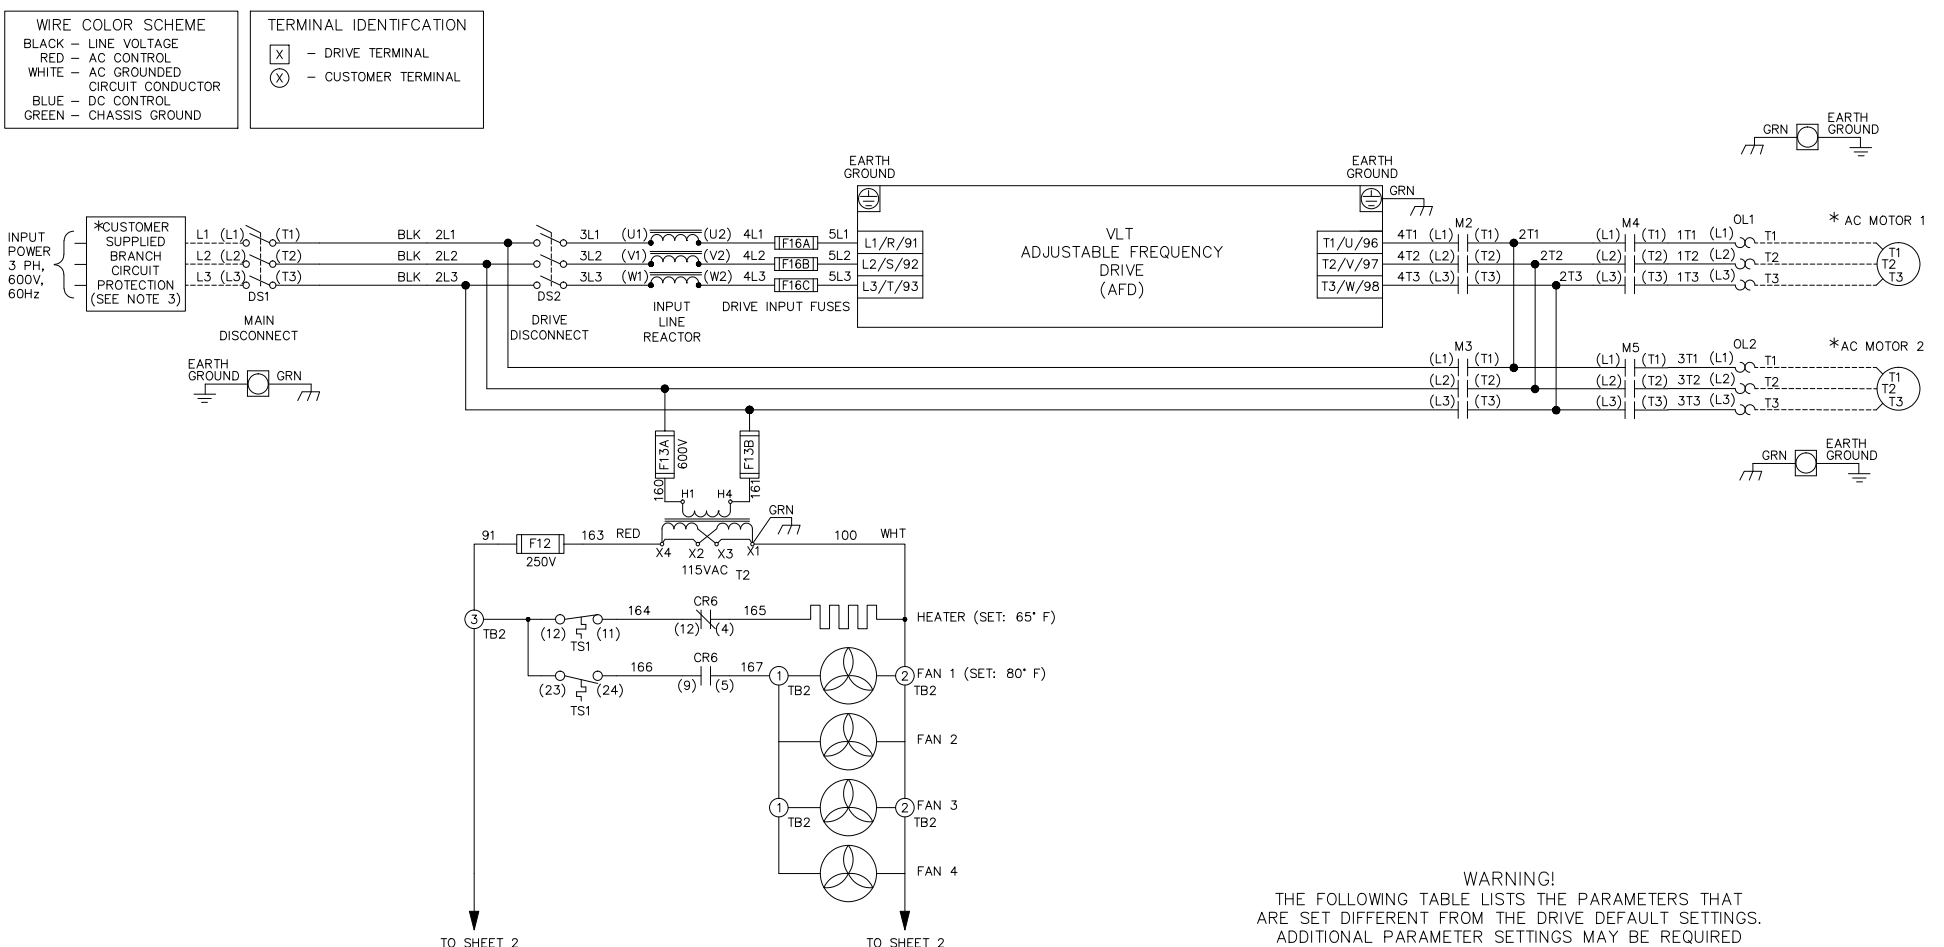 WIRE COLOR SCHEME
BLACK – LINE VOLTAGE
RED – AC CONTROL
WHITE – AC GROUNDED
CIRCUIT CONDUCTOR
BLUE – DC CONTROL
GREEN – CHASSIS GROUND
TERMINAL IDENTIFCATION
X – DRIVE TERMINAL
X – CUSTOMER TERMINAL
GRN
EARTH
GROUND
INPUT
POWER
3 PH,
600V,
60Hz
*CUSTOMER
SUPPLIED
BRANCH
CIRCUIT
PROTECTION
(SEE NOTE 3)
L1 (L1) (T1) BLK 2L1 3L1 (U1) (U2) 4L1 F16A 5L1
L2 (L2) (T2) BLK 2L2 3L2 (V1) (V2) 4L2 F16B 5L2
L3 (L3) (T3) BLK 2L3 3L3 (W1) (W2) 4L3 F16C 5L3
DS1
MAIN
DISCONNECT
DS2
DRIVE
DISCONNECT
INPUT
LINE
REACTOR
DRIVE INPUT FUSES
EARTH
GROUND
EARTH
GROUND
GRN
L1/R/91
L2/S/92
L3/T/93
VLT
ADJUSTABLE FREQUENCY
DRIVE
(AFD)
T1/U/96
T2/V/97
T3/W/98
M2 M4 OL1 * AC MOTOR 1
4T1 (L1) (T1) 2T1 (L1) (T1) 1T1 (L1) T1 T1
4T2 (L2) (T2) 2T2 (L2) (T2) 1T2 (L2) T2 T2
4T3 (L3) (T3) 2T3 (L3) (T3) 1T3 (L3) T3 T3
EARTH
GROUND GRN
M3 M5 OL2 *AC MOTOR 2
(L1) (T1) (L1) (T1) 3T1 (L1) T1 T1
(L2) (T2) (L2) (T2) 3T2 (L2) T2 T2
(L3) (T3) (L3) (T3) 3T3 (L3) T3 T3
GRN
EARTH
GROUND
F13A
600V
F13B
160
161
H1 H4
GRN
91 F12 163 RED
250V
X4 X2 X3 X1
115VAC T2
100 WHT
3
TB2
(12) (11)
TS1
164
CR6
(12) (4)
165
HEATER (SET: 65° F)
(23) (24)
TS1
166
CR6
(9) (5)
167
1
TB2
2
TB2
FAN 1 (SET: 80° F)
FAN 2
1
TB2
2
TB2
FAN 3
FAN 4
TO SHEET 2
TO SHEET 2
WARNING!
THE FOLLOWING TABLE LISTS THE PARAMETERS THAT
ARE SET DIFFERENT FROM THE DRIVE DEFAULT SETTINGS.
ADDITIONAL PARAMETER SETTINGS MAY BE REQUIRED